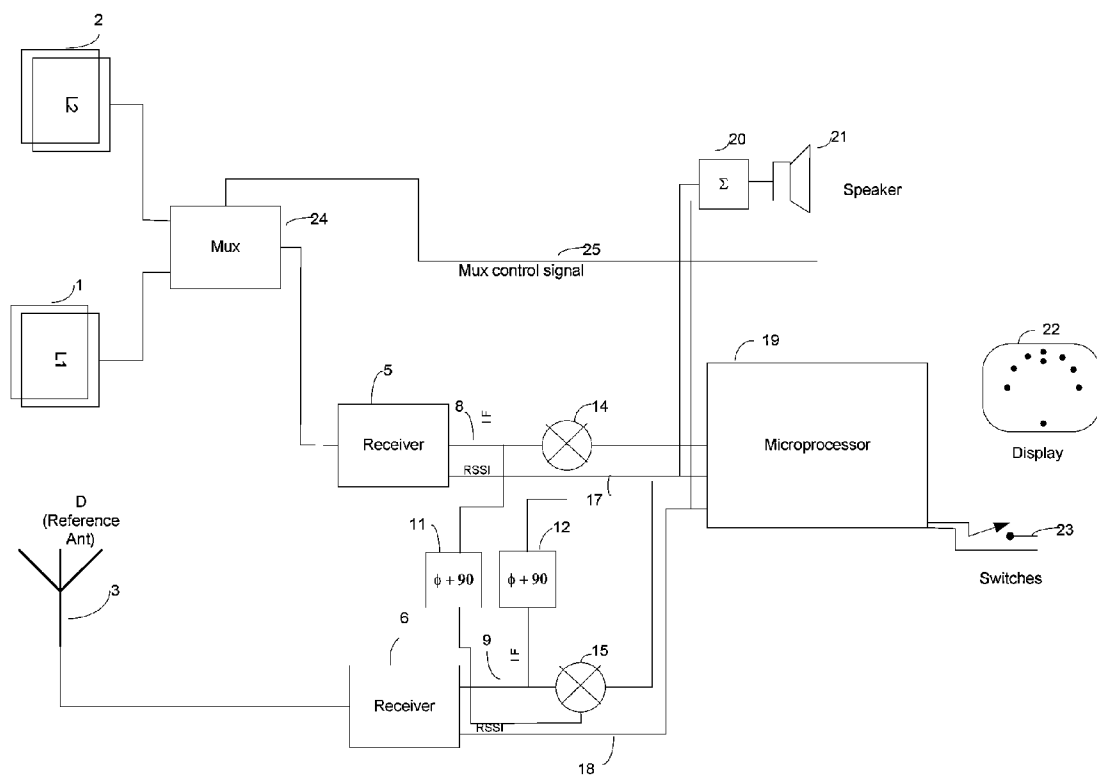 2
L2
20
21
Σ
Speaker
24
Mux
25
Mux control signal
1
L1
19
22
5
8
IF
14
Receiver
Microprocessor
Display
RSSI
17
D
(Reference
Ant)
11
12
23
ϕ + 90
ϕ + 90
Switches
3
6
9
IF
15
Receiver
RSSI
18